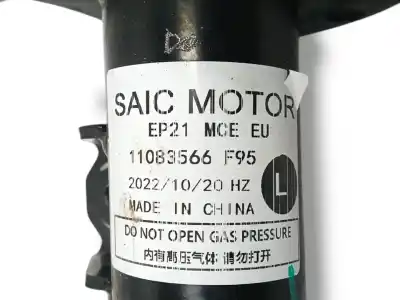 SAIC MOTOR
EP21 MCE EU
11083566 F95
2022/10/20 HZ
L
MADE IN CHINA
DO NOT OPEN GAS PRESSURE
内有高压气体 请勿打开